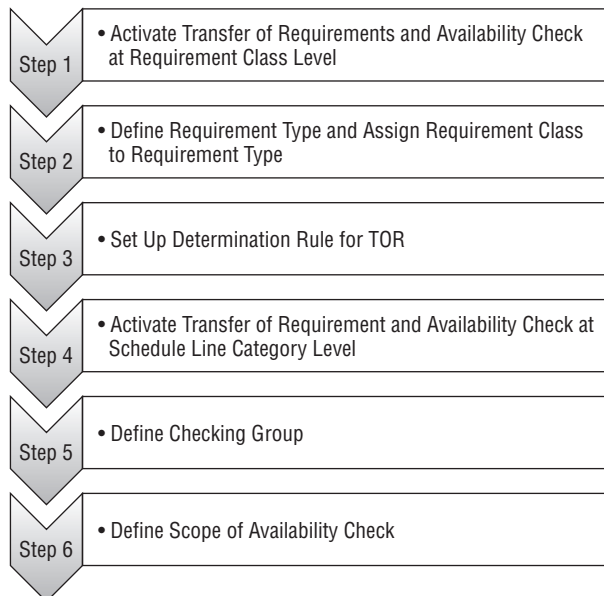 Step 1
• Activate Transfer of Requirements and Availability Check
at Requirement Class Level
Step 2
• Define Requirement Type and Assign Requirement Class
to Requirement Type
Step 3
• Set Up Determination Rule for TOR
Step 4
• Activate Transfer of Requirement and Availability Check at
Schedule Line Category Level
Step 5
• Define Checking Group
Step 6
• Define Scope of Availability Check